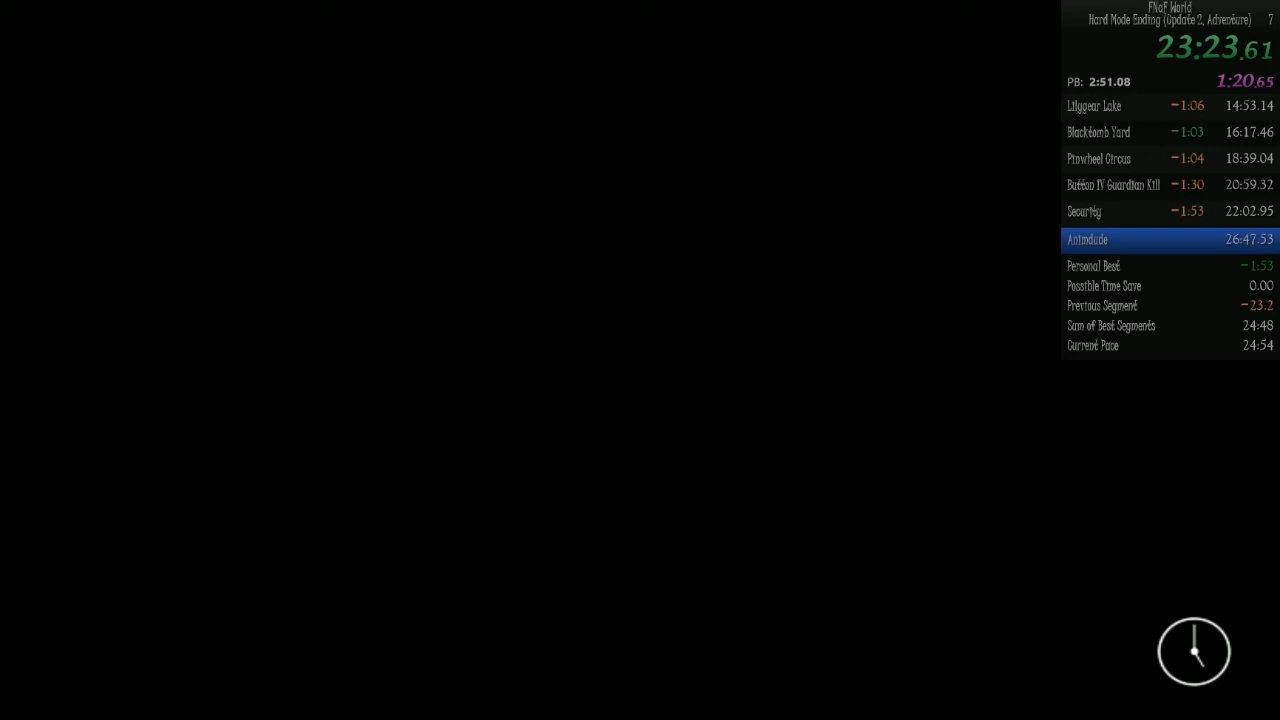 FNaF World
Hard Mode Ending (Update 2, Adventure) 7
23:23.61
PB: 2:51.08 1:20.65
Lilygear Lake -1:06 14:53.14
Blacktomb Yard -1:03 16:17.46
Pinwheel Circus -1:04 18:39.04
Button IV Guardian Kill -1:30 20:59.32
Security -1:53 22:02.95
Animdude 26:47.53
Personal Best -1:53
Possible Time Save 0.00
Previous Segment -23.2
Sum of Best Segments 24:48
Current Pace 24:54